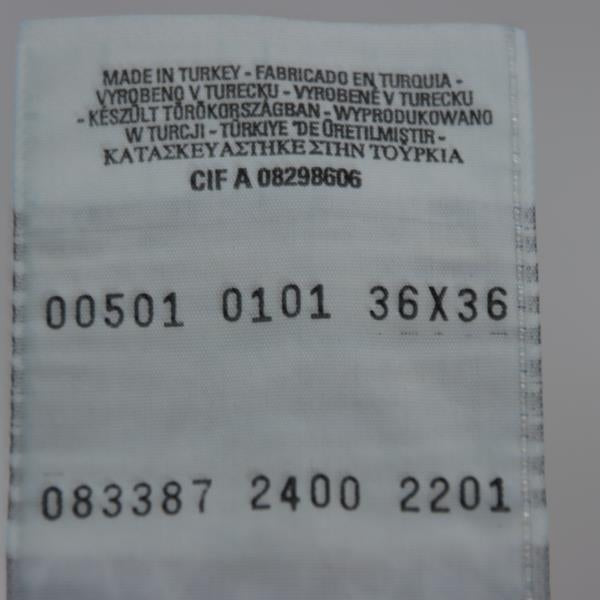 MADE IN TURKEY - FABRICADO EN TURQUIA -
VYROBENO V TURECKU - VYROBENÉ V TURECKU
- KÉSZÜLT TÖRÖKORSZÁGBAN - WYPRODUKOWANO
W TURCJI - TÜRKIYE 'DE ÜRETILMIŞTIR -
ΚΑΤΑΣΚΕΥΑΣΤΗΚΕ ΣΤΗΝ ΤΟΥΡΚΙΑ
CIF A 08298606
00501 0101 36X36
083387 2400 2201